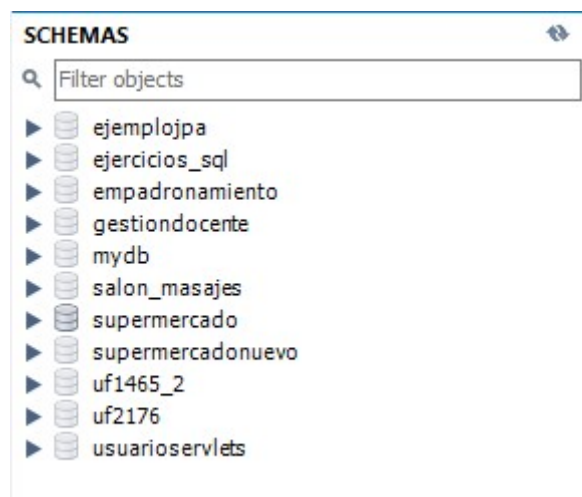 SCHEMAS
Filter objects
ejemplojpa
ejercicios_sql
empadronamiento
gestiondocente
mydb
salon_masajes
supermercado
supermercadonuevo
uf1465_2
uf2176
usuarioservlets